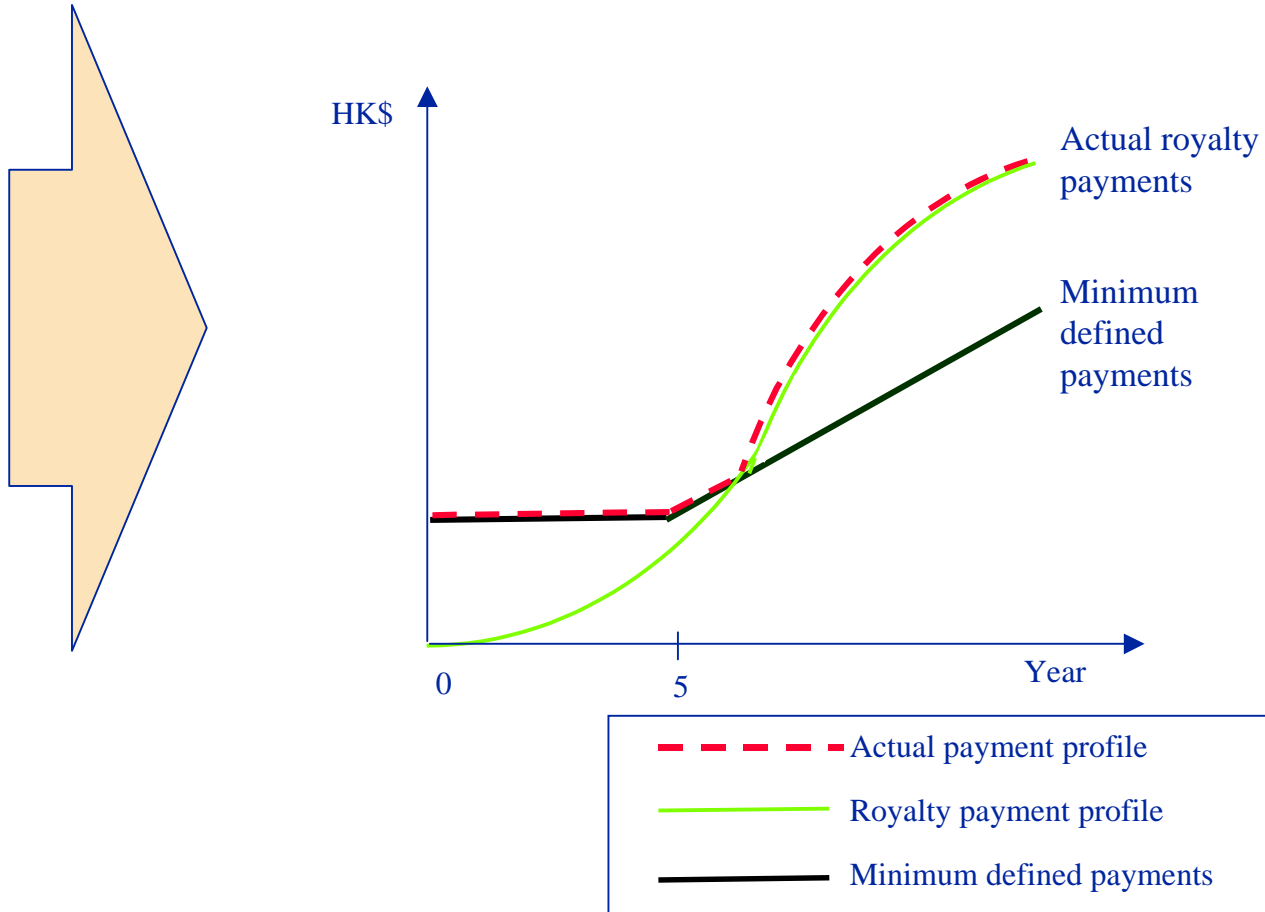 HK$
Actual royalty
payments
Minimum
defined
payments
0
5
Year
Actual payment profile
Royalty payment profile
Minimum defined payments